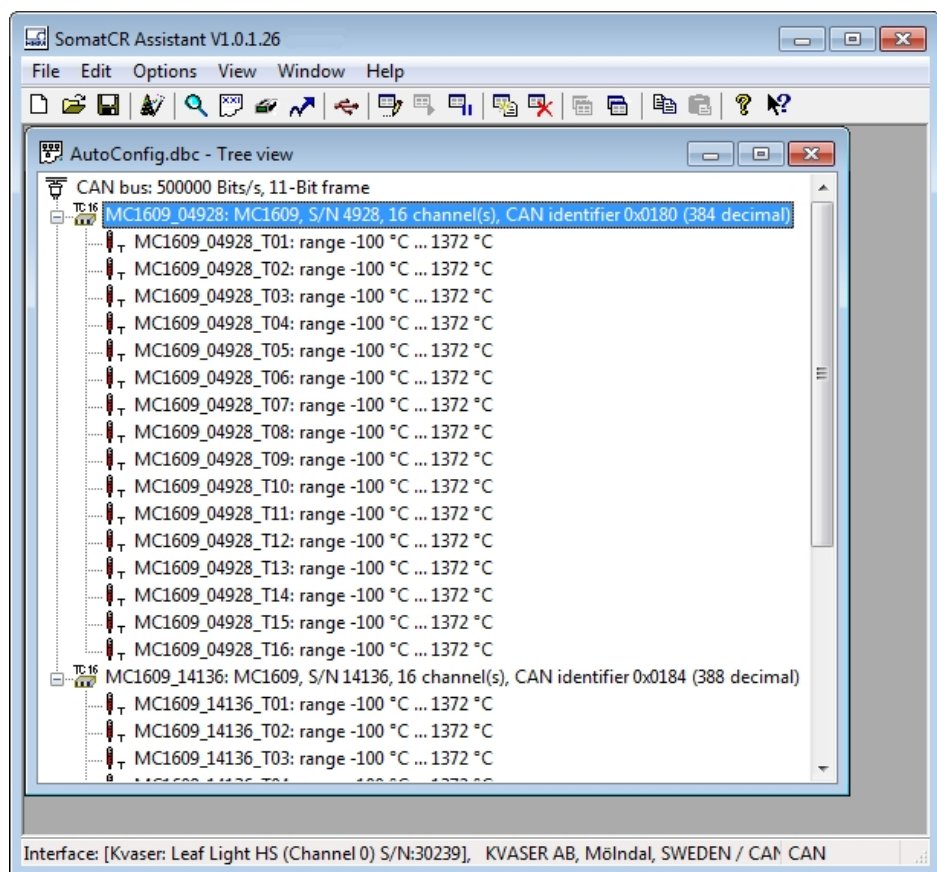 SomatCR Assistant V1.0.1.26
File Edit Options View Window Help
AutoConfig.dbc - Tree view
CAN bus: 500000 Bits/s, 11-Bit frame
TC 16 MC1609_04928: MC1609, S/N 4928, 16 channel(s), CAN identifier 0x0180 (384 decimal)
T MC1609_04928_T01: range -100 °C ... 1372 °C
T MC1609_04928_T02: range -100 °C ... 1372 °C
T MC1609_04928_T03: range -100 °C ... 1372 °C
T MC1609_04928_T04: range -100 °C ... 1372 °C
T MC1609_04928_T05: range -100 °C ... 1372 °C
T MC1609_04928_T06: range -100 °C ... 1372 °C
T MC1609_04928_T07: range -100 °C ... 1372 °C
T MC1609_04928_T08: range -100 °C ... 1372 °C
T MC1609_04928_T09: range -100 °C ... 1372 °C
T MC1609_04928_T10: range -100 °C ... 1372 °C
T MC1609_04928_T11: range -100 °C ... 1372 °C
T MC1609_04928_T12: range -100 °C ... 1372 °C
T MC1609_04928_T13: range -100 °C ... 1372 °C
T MC1609_04928_T14: range -100 °C ... 1372 °C
T MC1609_04928_T15: range -100 °C ... 1372 °C
T MC1609_04928_T16: range -100 °C ... 1372 °C
TC 16 MC1609_14136: MC1609, S/N 14136, 16 channel(s), CAN identifier 0x0184 (388 decimal)
T MC1609_14136_T01: range -100 °C ... 1372 °C
T MC1609_14136_T02: range -100 °C ... 1372 °C
T MC1609_14136_T03: range -100 °C ... 1372 °C
Interface: [Kvaser: Leaf Light HS (Channel 0) S/N:30239], KVASER AB, Mölndal, SWEDEN / CAN CAN